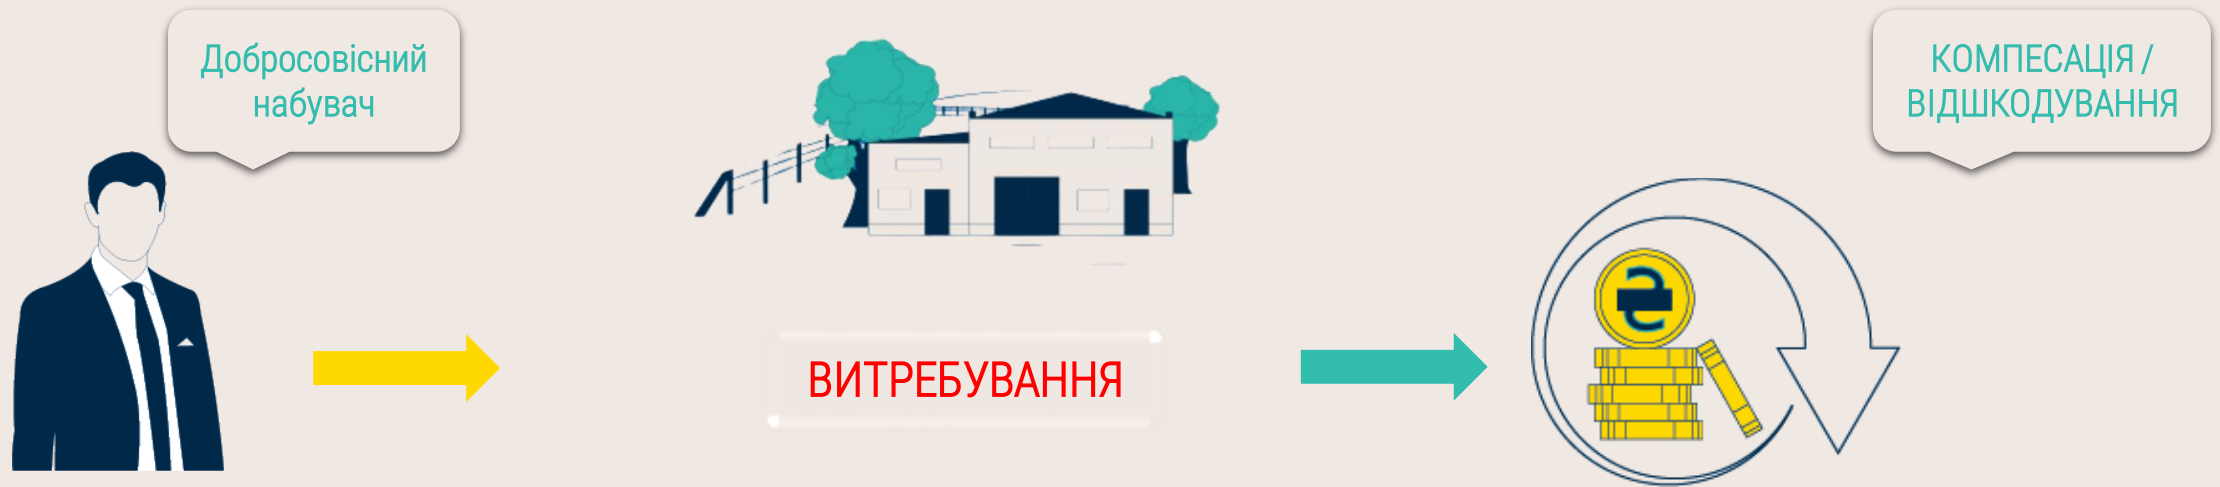 Добросовісний
набувач
КОМПЕСАЦІЯ /
ВІДШКОДУВАННЯ
ВИТРЕБУВАННЯ
₴